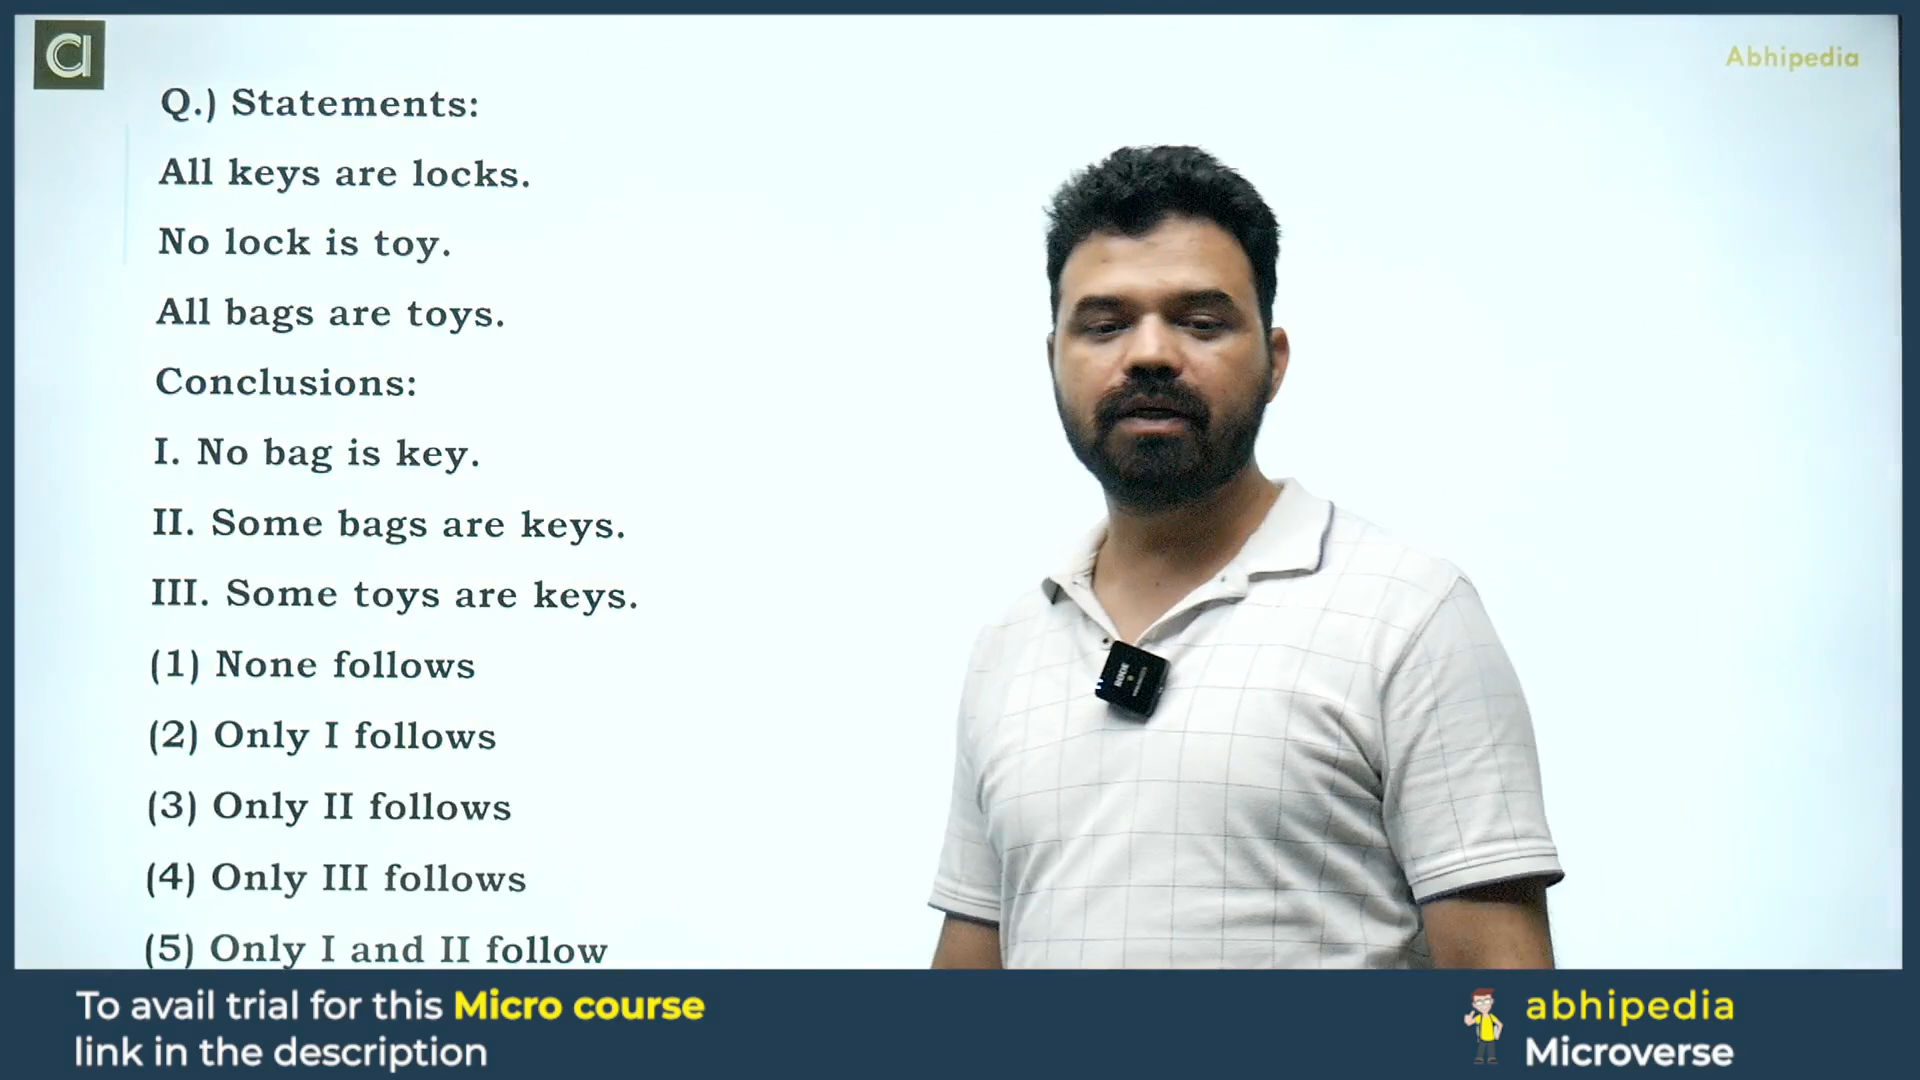 Abhipedia
Q.) Statements:
All keys are locks.
No lock is toy.
All bags are toys.
Conclusions:
I. No bag is key.
II. Some bags are keys.
III. Some toys are keys.
(1) None follows
(2) Only I follows
(3) Only II follows
(4) Only III follows
(5) Only I and II follow
RODE
To avail trial for this Micro course
link in the description
abhipedia
Microverse